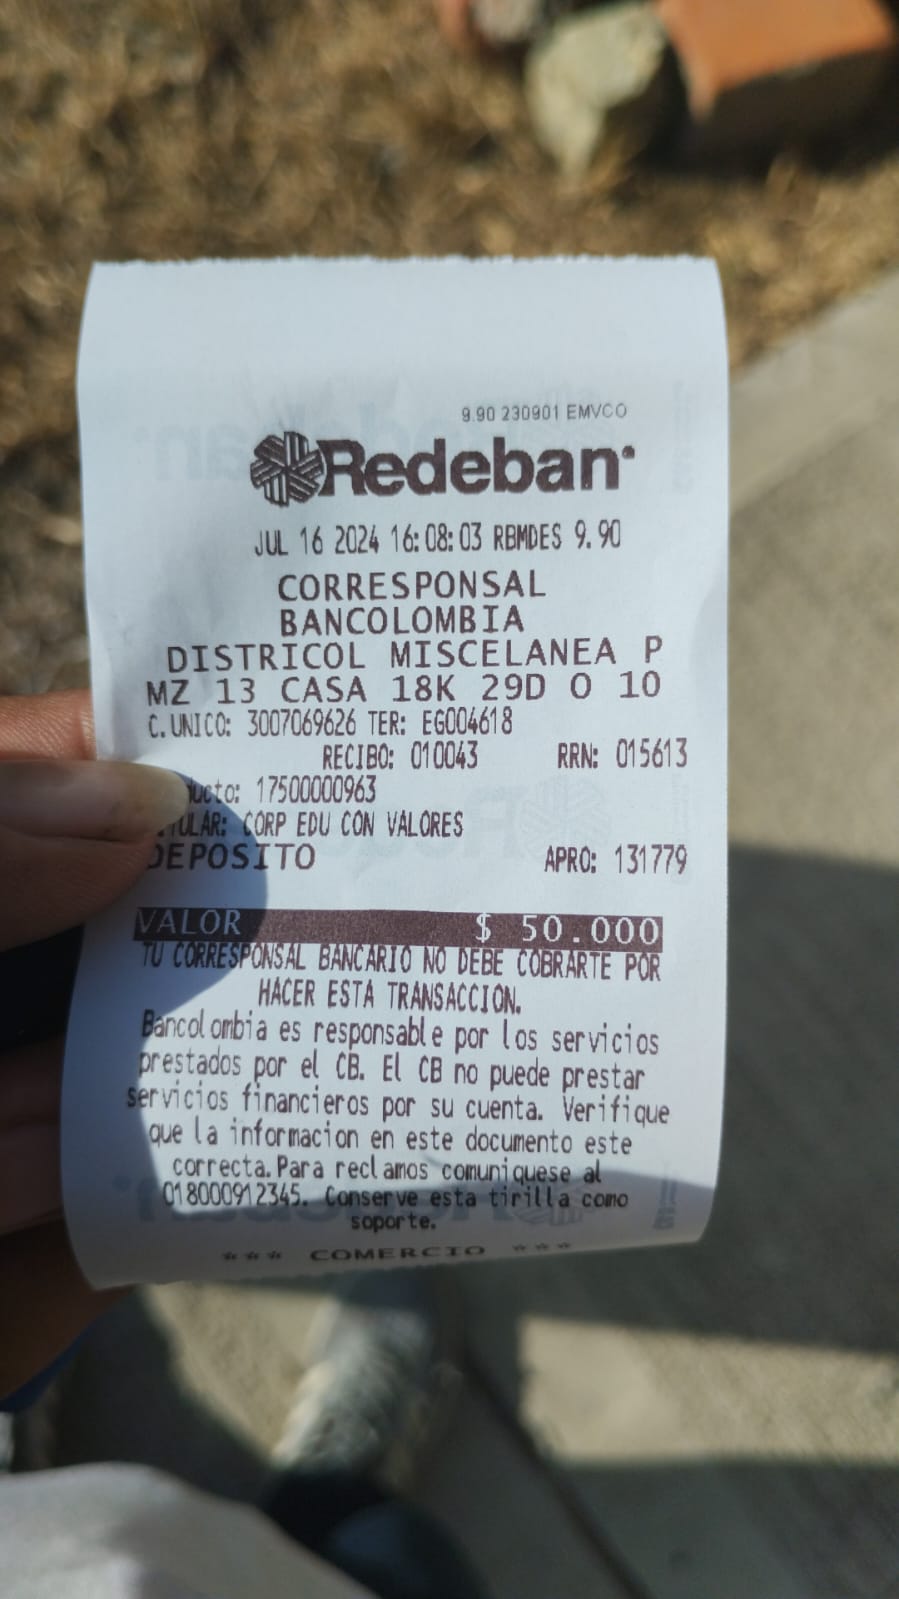 9.90 230901 EMVCO
Redeban
JUL 16 2024 16:08:03 RBMDES 9.90
CORRESPONSAL
BANCOLOMBIA
DISTRICOL MISCELANEA P
MZ 13 CASA 18K 29D O 10
C.UNICO: 3007069626 TER: EG004618
RECIBO: 010043 RRN: 015613
ucto: 17500000963
TULAR: CORP EDU CON VALORES
DEPOSITO APRO: 131779
VALOR $ 50.000
TU CORRESPONSAL BANCARIO NO DEBE COBRARTE POR
HACER ESTA TRANSACCION.
Bancolombia es responsable por los servicios
prestados por el CB. El CB no puede prestar
servicios financieros por su cuenta. Verifique
que la informacion en este documento este
correcta. Para reclamos comuniquese al
018000912345. Conserve esta tirilla como
soporte.
*** COMERCIO ***